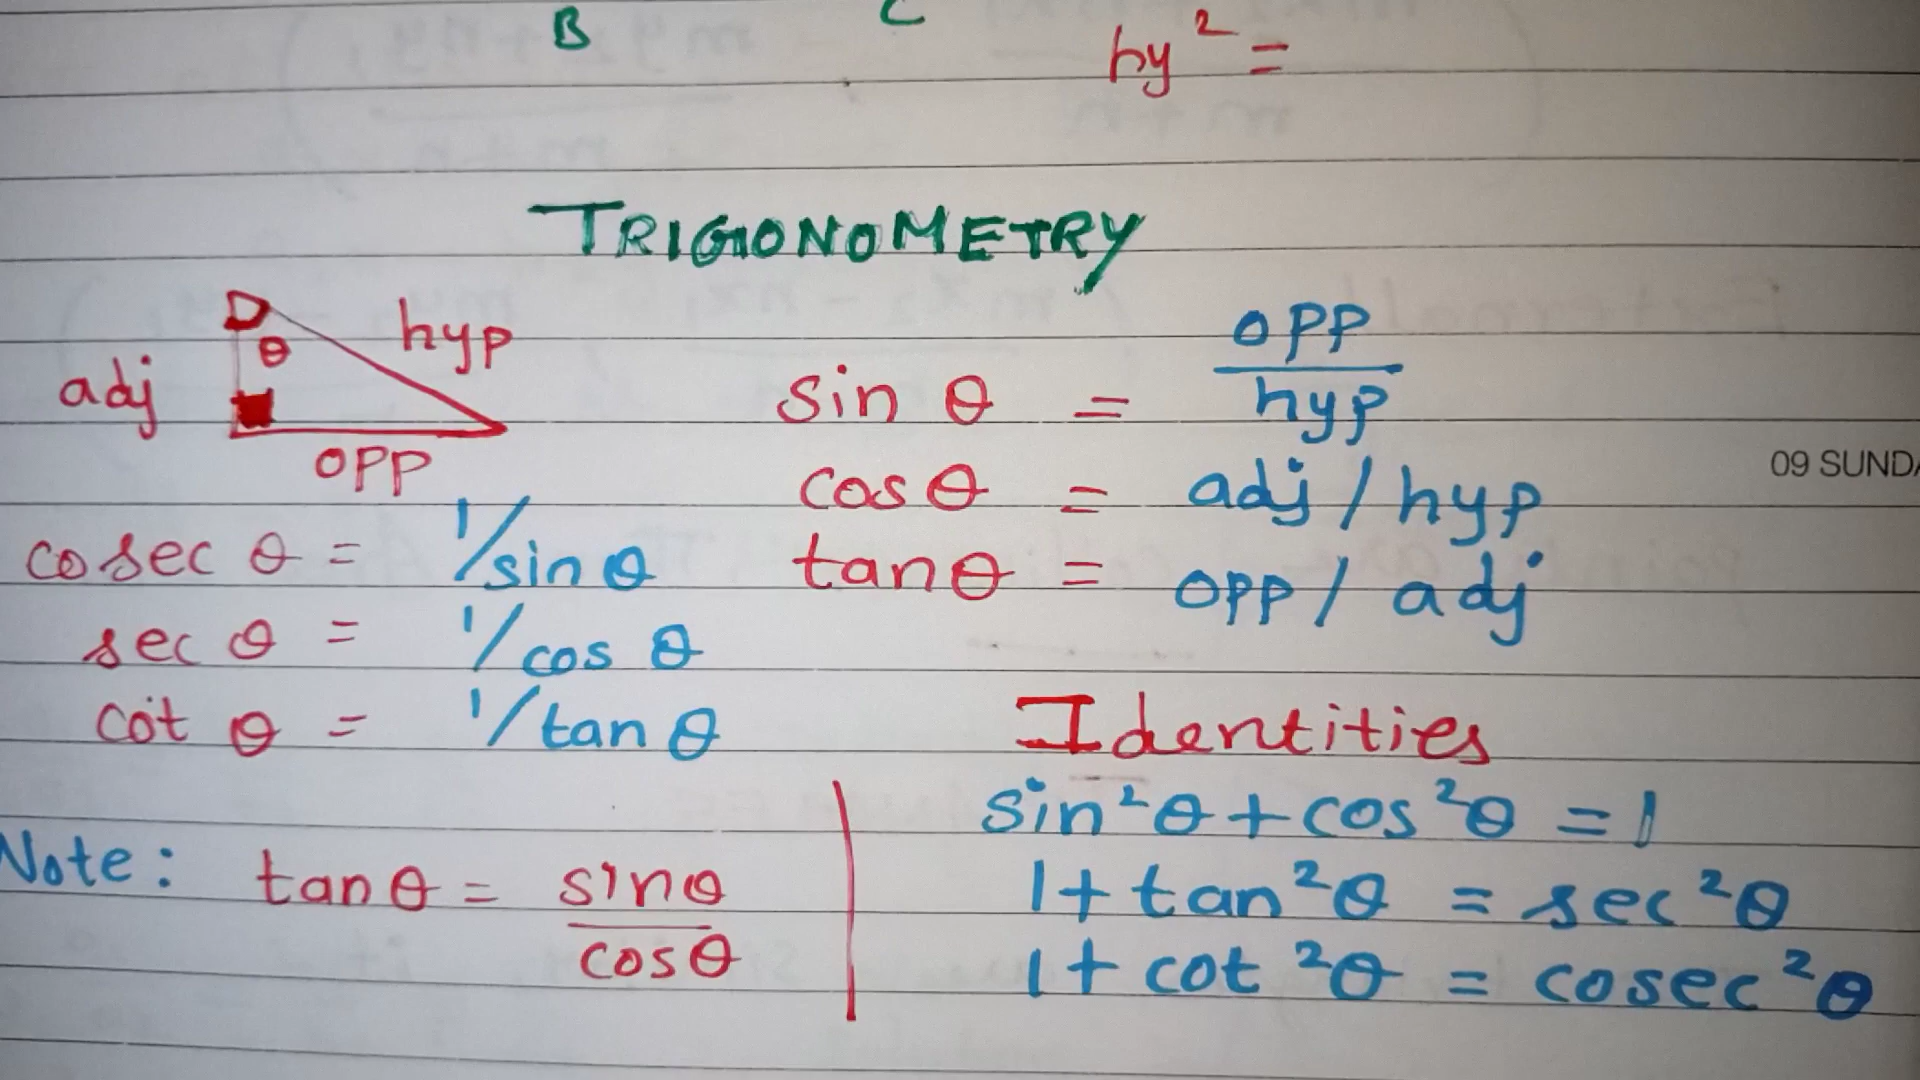 B C
hy² =
TRIGONOMETRY
hyp
θ
adj
opp
sin θ = opp/hyp
cos θ = adj / hyp
tan θ = opp / adj
09 SUNDA
cosec θ = 1/sin θ
sec θ = 1/cos θ
cot θ = 1/tan θ
Identities
sin²θ + cos²θ = 1
1 + tan²θ = sec²θ
1 + cot²θ = cosec²θ
Note: tan θ = sin θ / cos θ